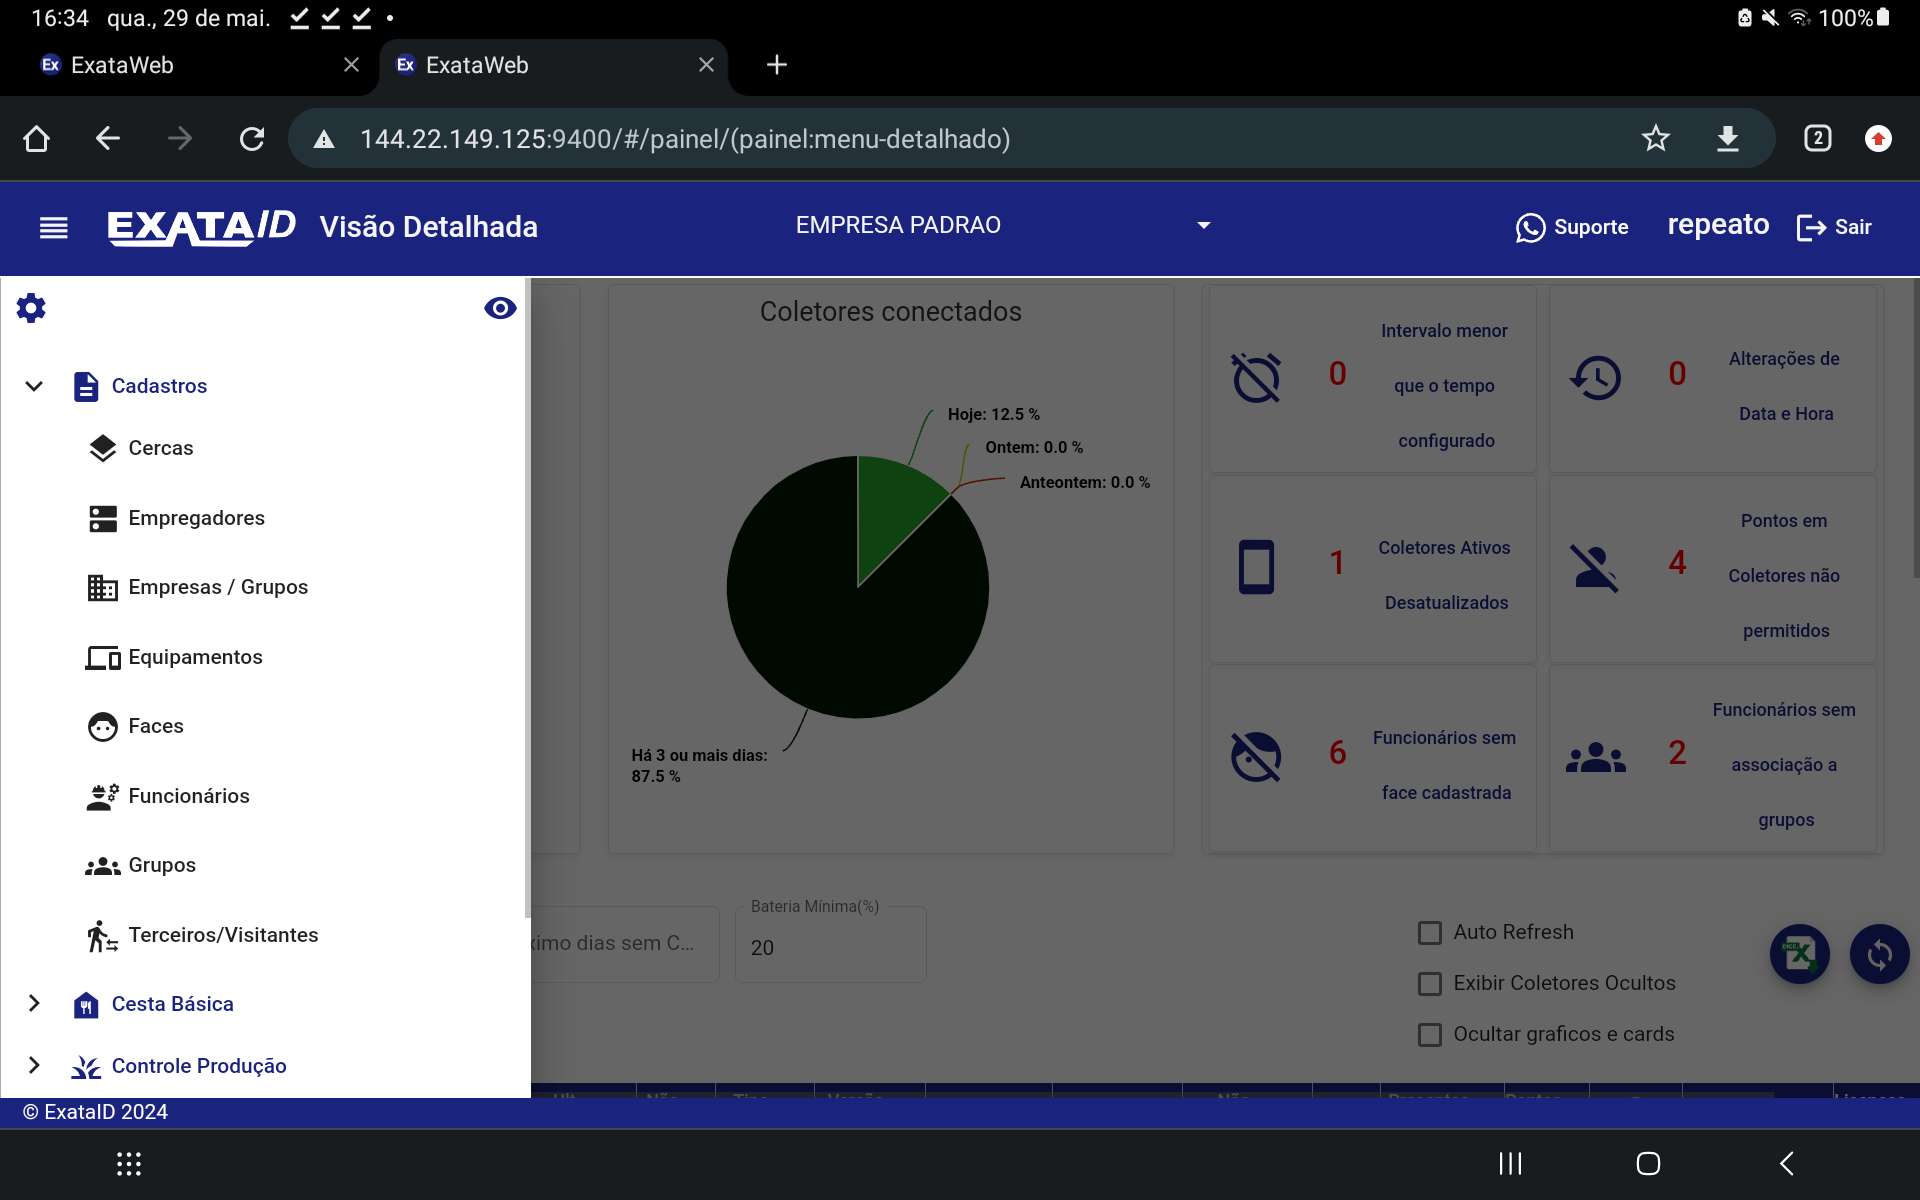 16:34 qua., 29 de mai.
100%
Ex ExataWeb
Ex ExataWeb
144.22.149.125:9400/#/painel/(painel:menu-detalhado)
2
EXATAID Visão Detalhada
EMPRESA PADRAO
Suporte
repeato
Sair
Cadastros
Cercas
Empregadores
Empresas / Grupos
Equipamentos
Faces
Funcionários
Grupos
Terceiros/Visitantes
Cesta Básica
Controle Produção
Coletores conectados
Hoje: 12.5 %
Ontem: 0.0 %
Anteontem: 0.0 %
Há 3 ou mais dias:
87.5 %
0
Intervalo menor
que o tempo
configurado
0
Alterações de
Data e Hora
1
Coletores Ativos
Desatualizados
4
Pontos em
Coletores não
permitidos
6
Funcionários sem
face cadastrada
2
Funcionários sem
associação a
grupos
ximo dias sem C...
Bateria Mínima(%)
20
Auto Refresh
Exibir Coletores Ocultos
Ocultar graficos e cards
© ExataID 2024